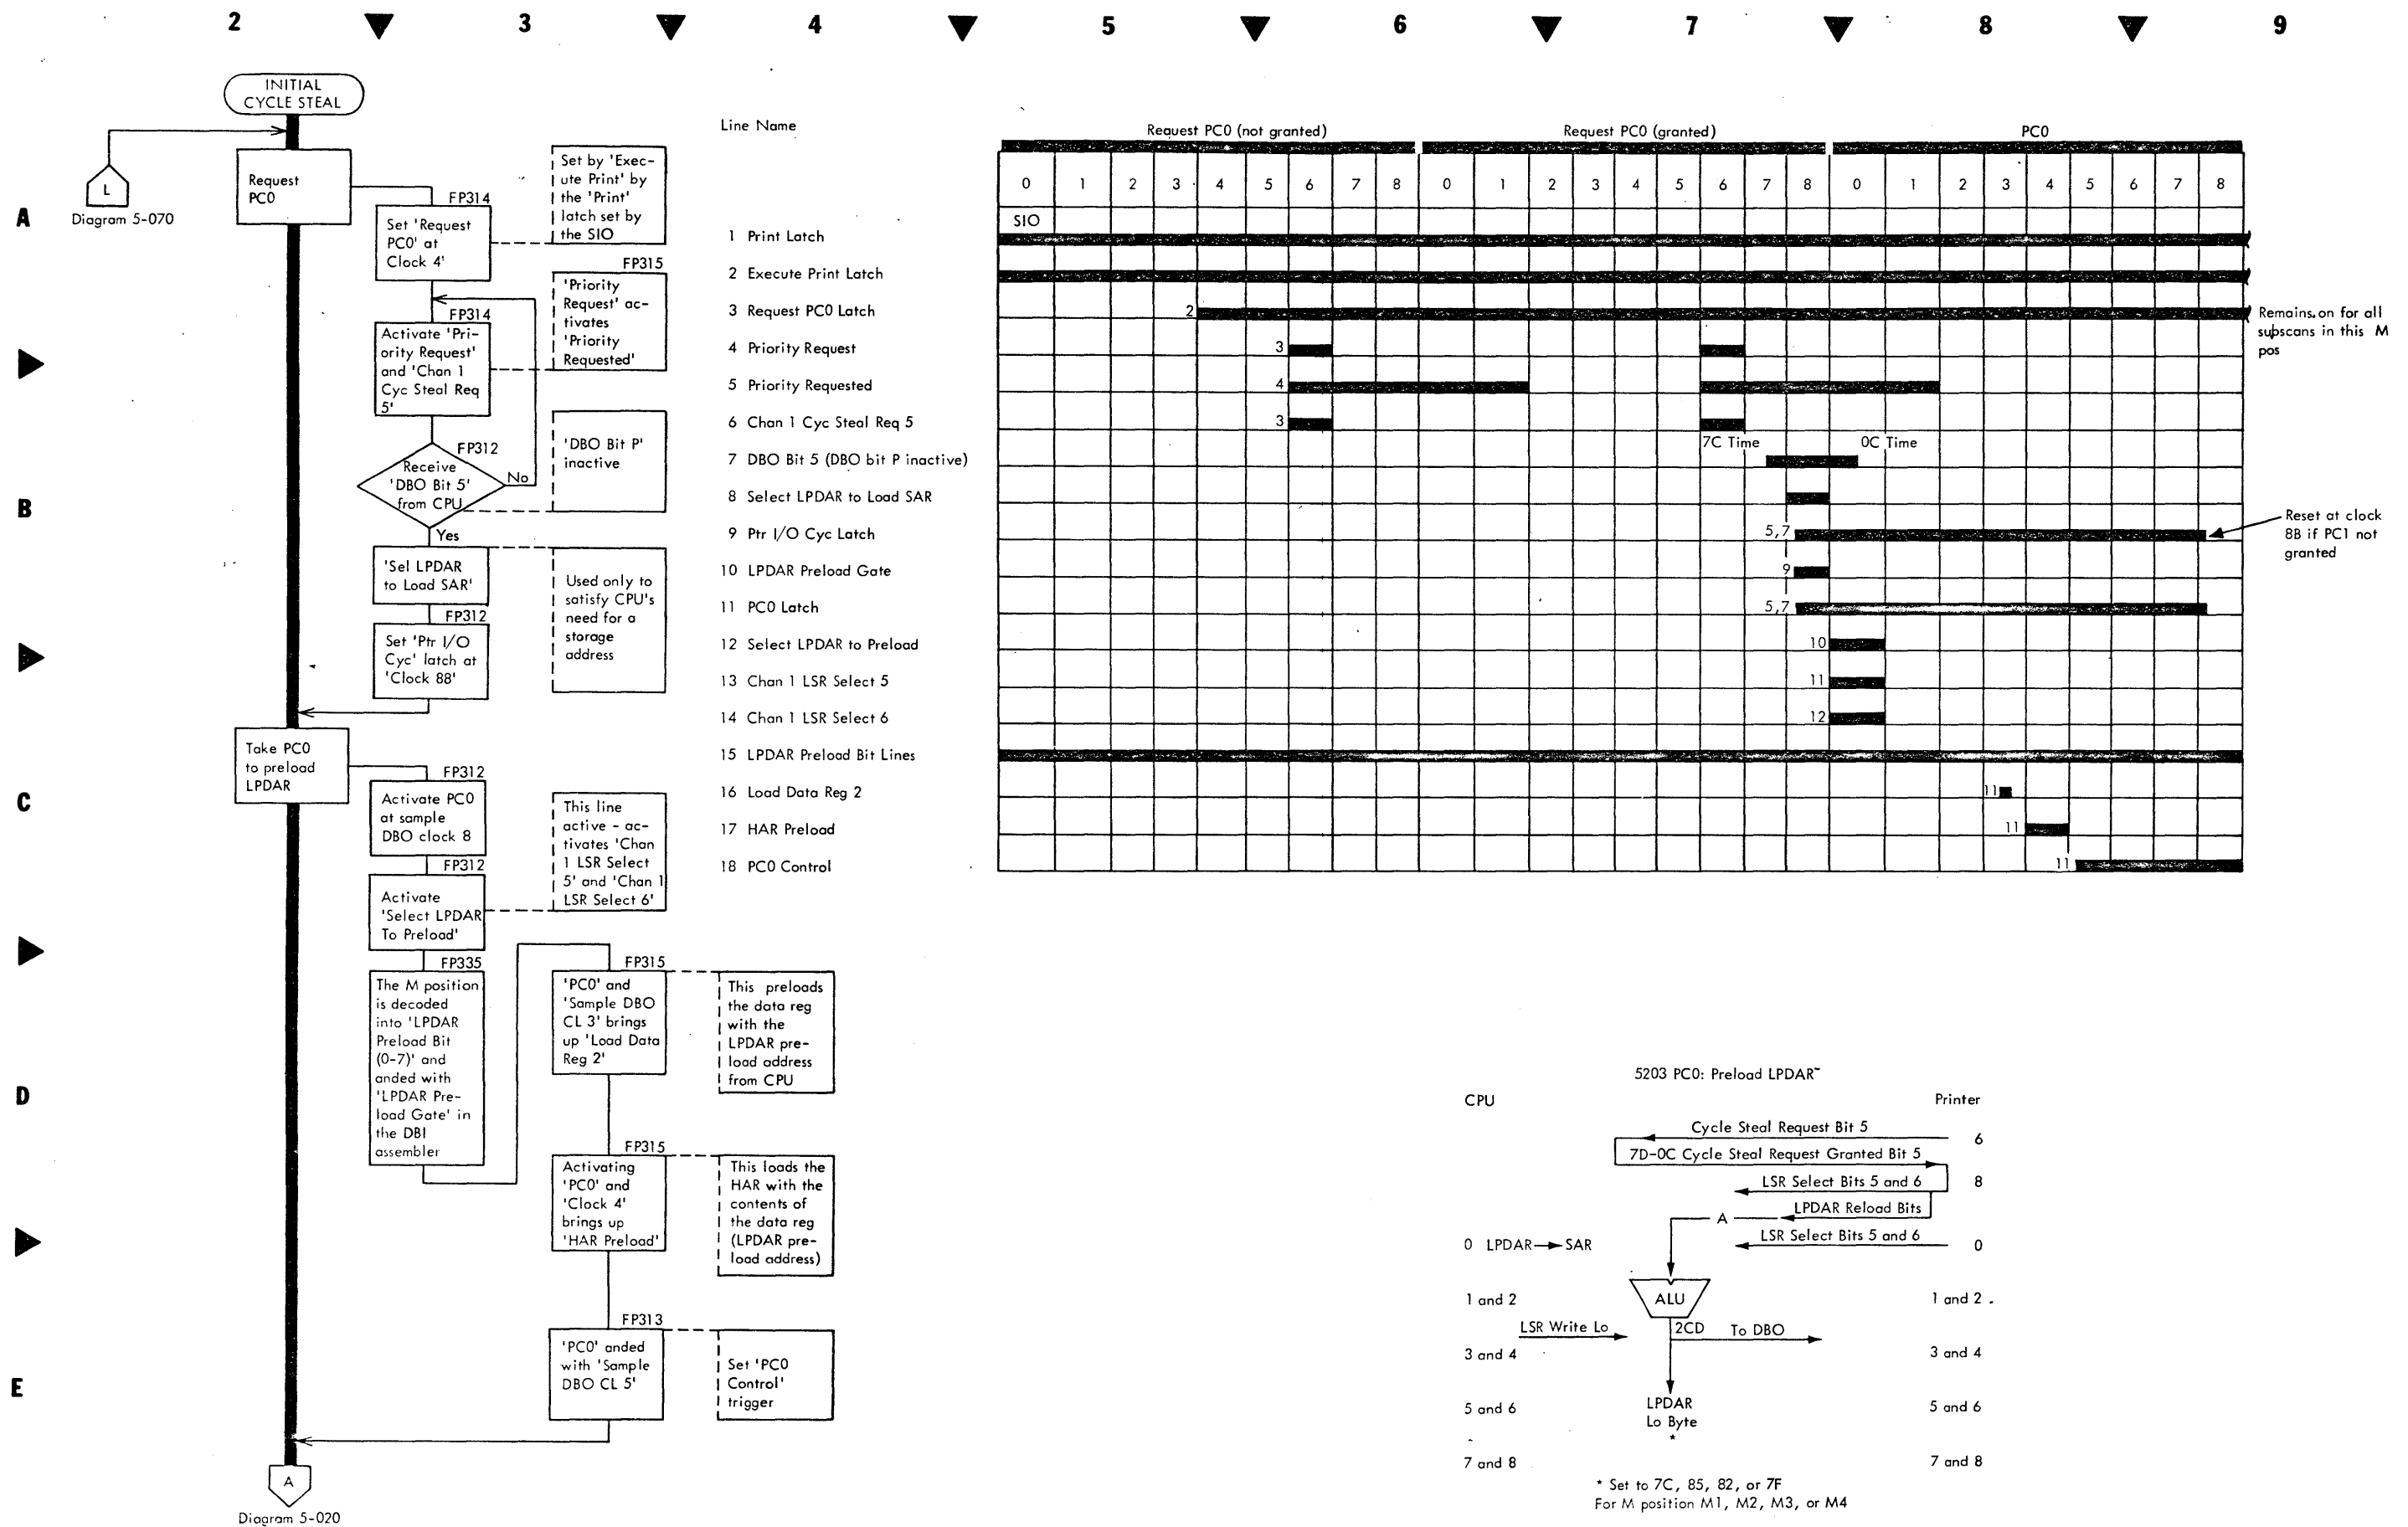 2 3 4 5 6 7 8 9
A
B
C
D
E
INITIAL
CYCLE STEAL
L
Diagram 5-070
Request
PC0
FP314
Set 'Request
PC0' at
Clock 4'
Set by 'Exec-
ute Print' by
the 'Print'
latch set by
the SIO
FP315
'Priority
Request' ac-
tivates
'Priority
Requested'
FP314
Activate 'Pri-
ority Request'
and 'Chan 1
Cyc Steal Req
5'
FP312
Receive
'DBO Bit 5'
from CPU
No
Yes
'DBO Bit P'
inactive
'Sel LPDAR
to Load SAR'
Used only to
satisfy CPU's
need for a
storage
address
FP312
Set 'Ptr I/O
Cyc' latch at
'Clock 88'
Take PC0
to preload
LPDAR
FP312
Activate PC0
at sample
DBO clock 8
FP312
Activate
'Select LPDAR
To Preload'
This line
active - ac-
tivates 'Chan
1 LSR Select
5' and 'Chan 1
LSR Select 6'
FP335
The M position
is decoded
into 'LPDAR
Preload Bit
(0-7)' and
anded with
'LPDAR Pre-
load Gate' in
the DBI
assembler
FP315
'PC0' and
'Sample DBO
CL 3' brings
up 'Load Data
Reg 2'
This preloads
the data reg
with the
LPDAR pre-
load address
from CPU
FP315
Activating
'PC0' and
'Clock 4'
brings up
'HAR Preload'
This loads the
HAR with the
contents of
the data reg
(LPDAR pre-
load address)
FP313
'PC0' anded
with 'Sample
DBO CL 5'
Set 'PC0
Control'
trigger
A
Diagram 5-020
Line Name
Request PC0 (not granted)
Request PC0 (granted)
PC0
0 1 2 3 4 5 6 7 8 0 1 2 3 4 5 6 7 8 0 1 2 3 4 5 6 7 8
SIO
1 Print Latch
2 Execute Print Latch
3 Request PC0 Latch
2
Remains on for all
subscans in this M
pos
4 Priority Request
3
5 Priority Requested
4
6 Chan 1 Cyc Steal Req 5
3
7C Time
0C Time
7 DBO Bit 5 (DBO bit P inactive)
8 Select LPDAR to Load SAR
9 Ptr I/O Cyc Latch
5,7
Reset at clock
8B if PC1 not
granted
10 LPDAR Preload Gate
9
11 PC0 Latch
5,7
12 Select LPDAR to Preload
10
13 Chan 1 LSR Select 5
11
14 Chan 1 LSR Select 6
12
15 LPDAR Preload Bit Lines
16 Load Data Reg 2
11
17 HAR Preload
11
18 PC0 Control
11
5203 PC0: Preload LPDAR
CPU
Printer
Cycle Steal Request Bit 5
6
7D-0C Cycle Steal Request Granted Bit 5
LSR Select Bits 5 and 6
8
LPDAR Reload Bits
A
LSR Select Bits 5 and 6
0 LPDAR SAR
0
1 and 2
ALU
1 and 2
LSR Write Lo
2CD
To DBO
3 and 4
3 and 4
LPDAR
Lo Byte
*
5 and 6
5 and 6
7 and 8
7 and 8
* Set to 7C, 85, 82, or 7F
For M position M1, M2, M3, or M4